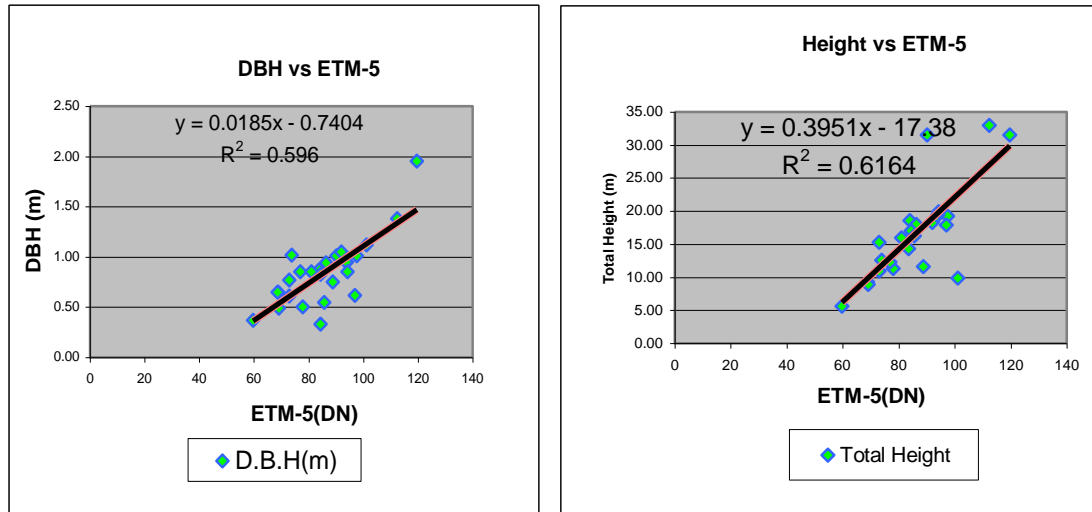 DBH vs ETM-5
y = 0.0185x - 0.7404
R² = 0.596
2.50
2.00
1.50
1.00
0.50
0.00
DBH (m)
0 20 40 60 80 100 120 140
ETM-5(DN)
D.B.H(m)
Height vs ETM-5
y = 0.3951x - 17.38
R² = 0.6164
35.00
30.00
25.00
20.00
15.00
10.00
5.00
0.00
Total Height (m)
0 20 40 60 80 100 120 140
ETM-5(DN)
Total Height